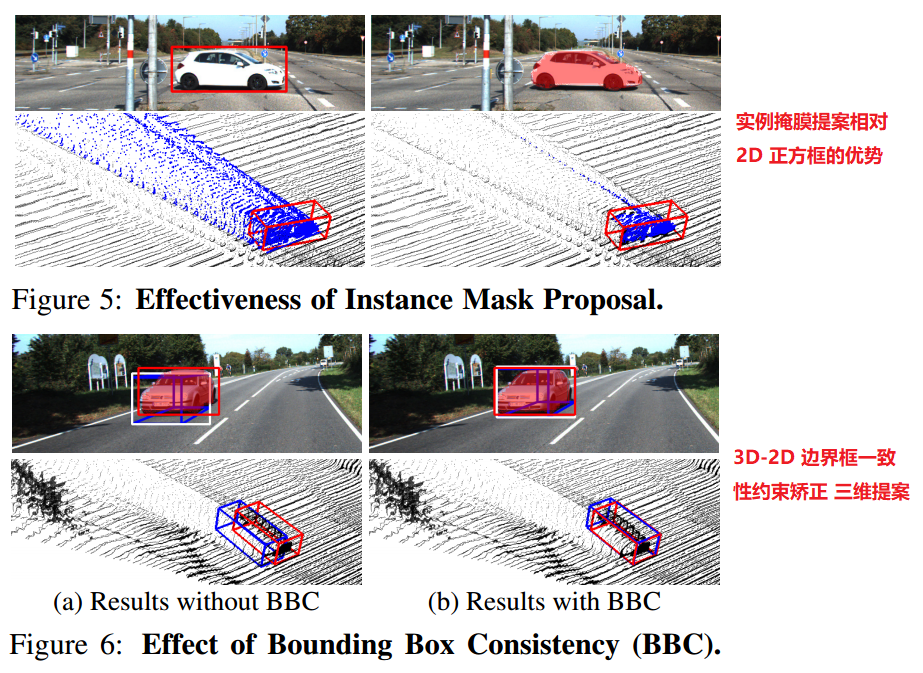 实例掩膜提案相对
2D 正方框的优势
Figure 5: Effectiveness of Instance Mask Proposal.
3D-2D 边界框一致
性约束矫正 三维提案
(a) Results without BBC
(b) Results with BBC
Figure 6: Effect of Bounding Box Consistency (BBC).